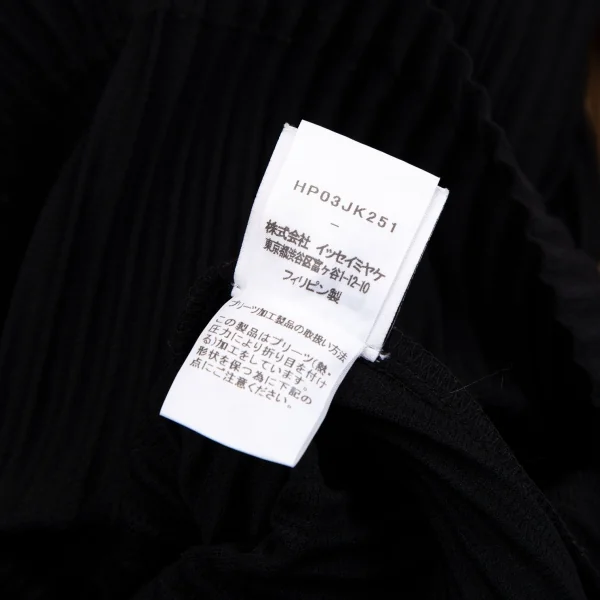 HP03JK251
–
株式会社 イッセイミヤケ
東京都渋谷区富ケ谷1-12-10
フィリピン製
プリーツ加工製品の取扱い方法
この製品はプリーツ(熱、
圧力により折り目を付け
る)加工をしています。
形状を保つ為に下記の
点にご注意ください。